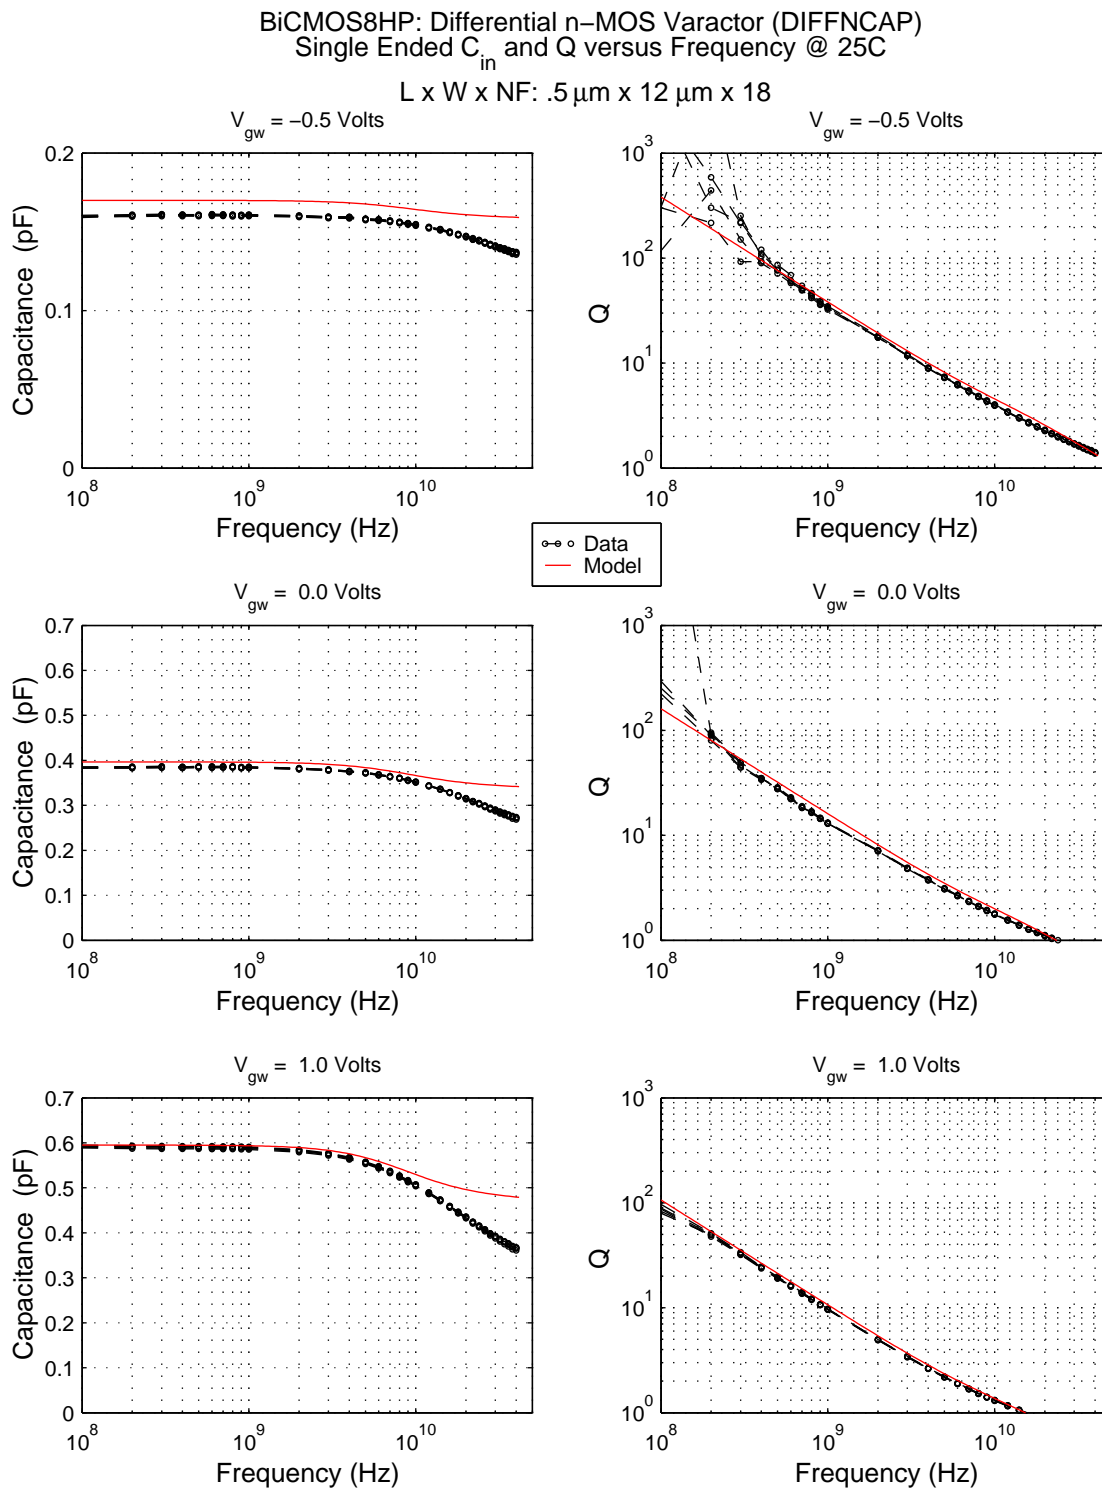 BiCMOS8HP: Differential n−MOS Varactor (DIFFNCAP)
Single Ended C_in and Q versus Frequency @ 25C
L x W x NF: .5 µm x 12 µm x 18
V_gw = −0.5 Volts
0.2
0.1
0
Capacitance (pF)
10^8
10^9
10^10
Frequency (Hz)
V_gw = −0.5 Volts
10^3
10^2
10^1
10^0
Q
10^8
10^9
10^10
Frequency (Hz)
Data
Model
V_gw = 0.0 Volts
0.7
0.6
0.5
0.4
0.3
0.2
0.1
0
Capacitance (pF)
10^8
10^9
10^10
Frequency (Hz)
V_gw = 0.0 Volts
10^3
10^2
10^1
10^0
Q
10^8
10^9
10^10
Frequency (Hz)
V_gw = 1.0 Volts
0.7
0.6
0.5
0.4
0.3
0.2
0.1
0
Capacitance (pF)
10^8
10^9
10^10
Frequency (Hz)
V_gw = 1.0 Volts
10^3
10^2
10^1
10^0
Q
10^8
10^9
10^10
Frequency (Hz)